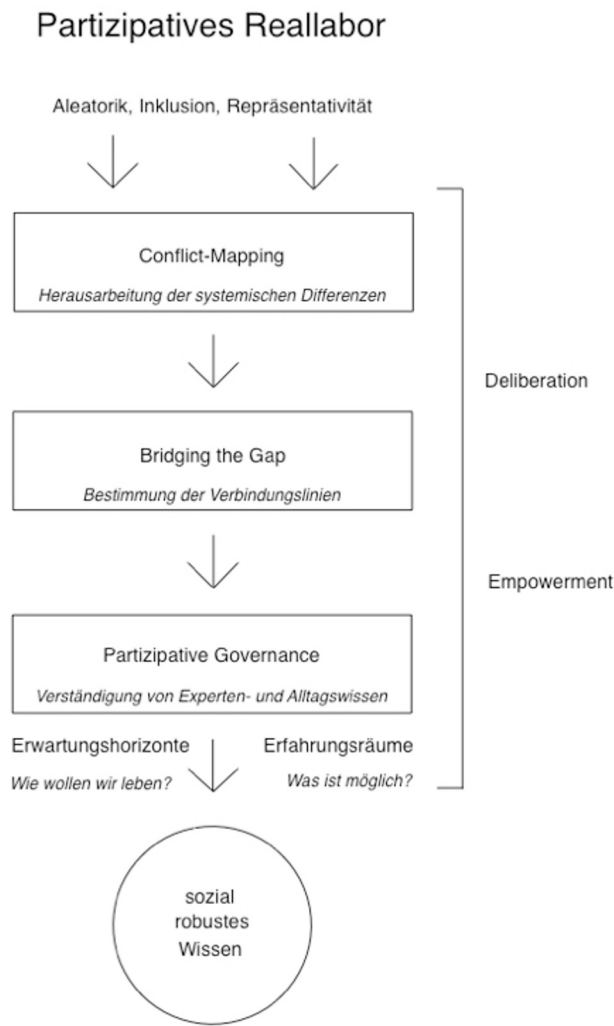 Partizipatives Reallabor
Aleatorik, Inklusion, Repräsentativität
Conflict-Mapping
Herausarbeitung der systemischen Differenzen
Deliberation
Bridging the Gap
Bestimmung der Verbindungslinien
Empowerment
Partizipative Governance
Verständigung von Experten- und Alltagswissen
Erwartungshorizonte
Wie wollen wir leben?
Erfahrungsräume
Was ist möglich?
sozial
robustes
Wissen